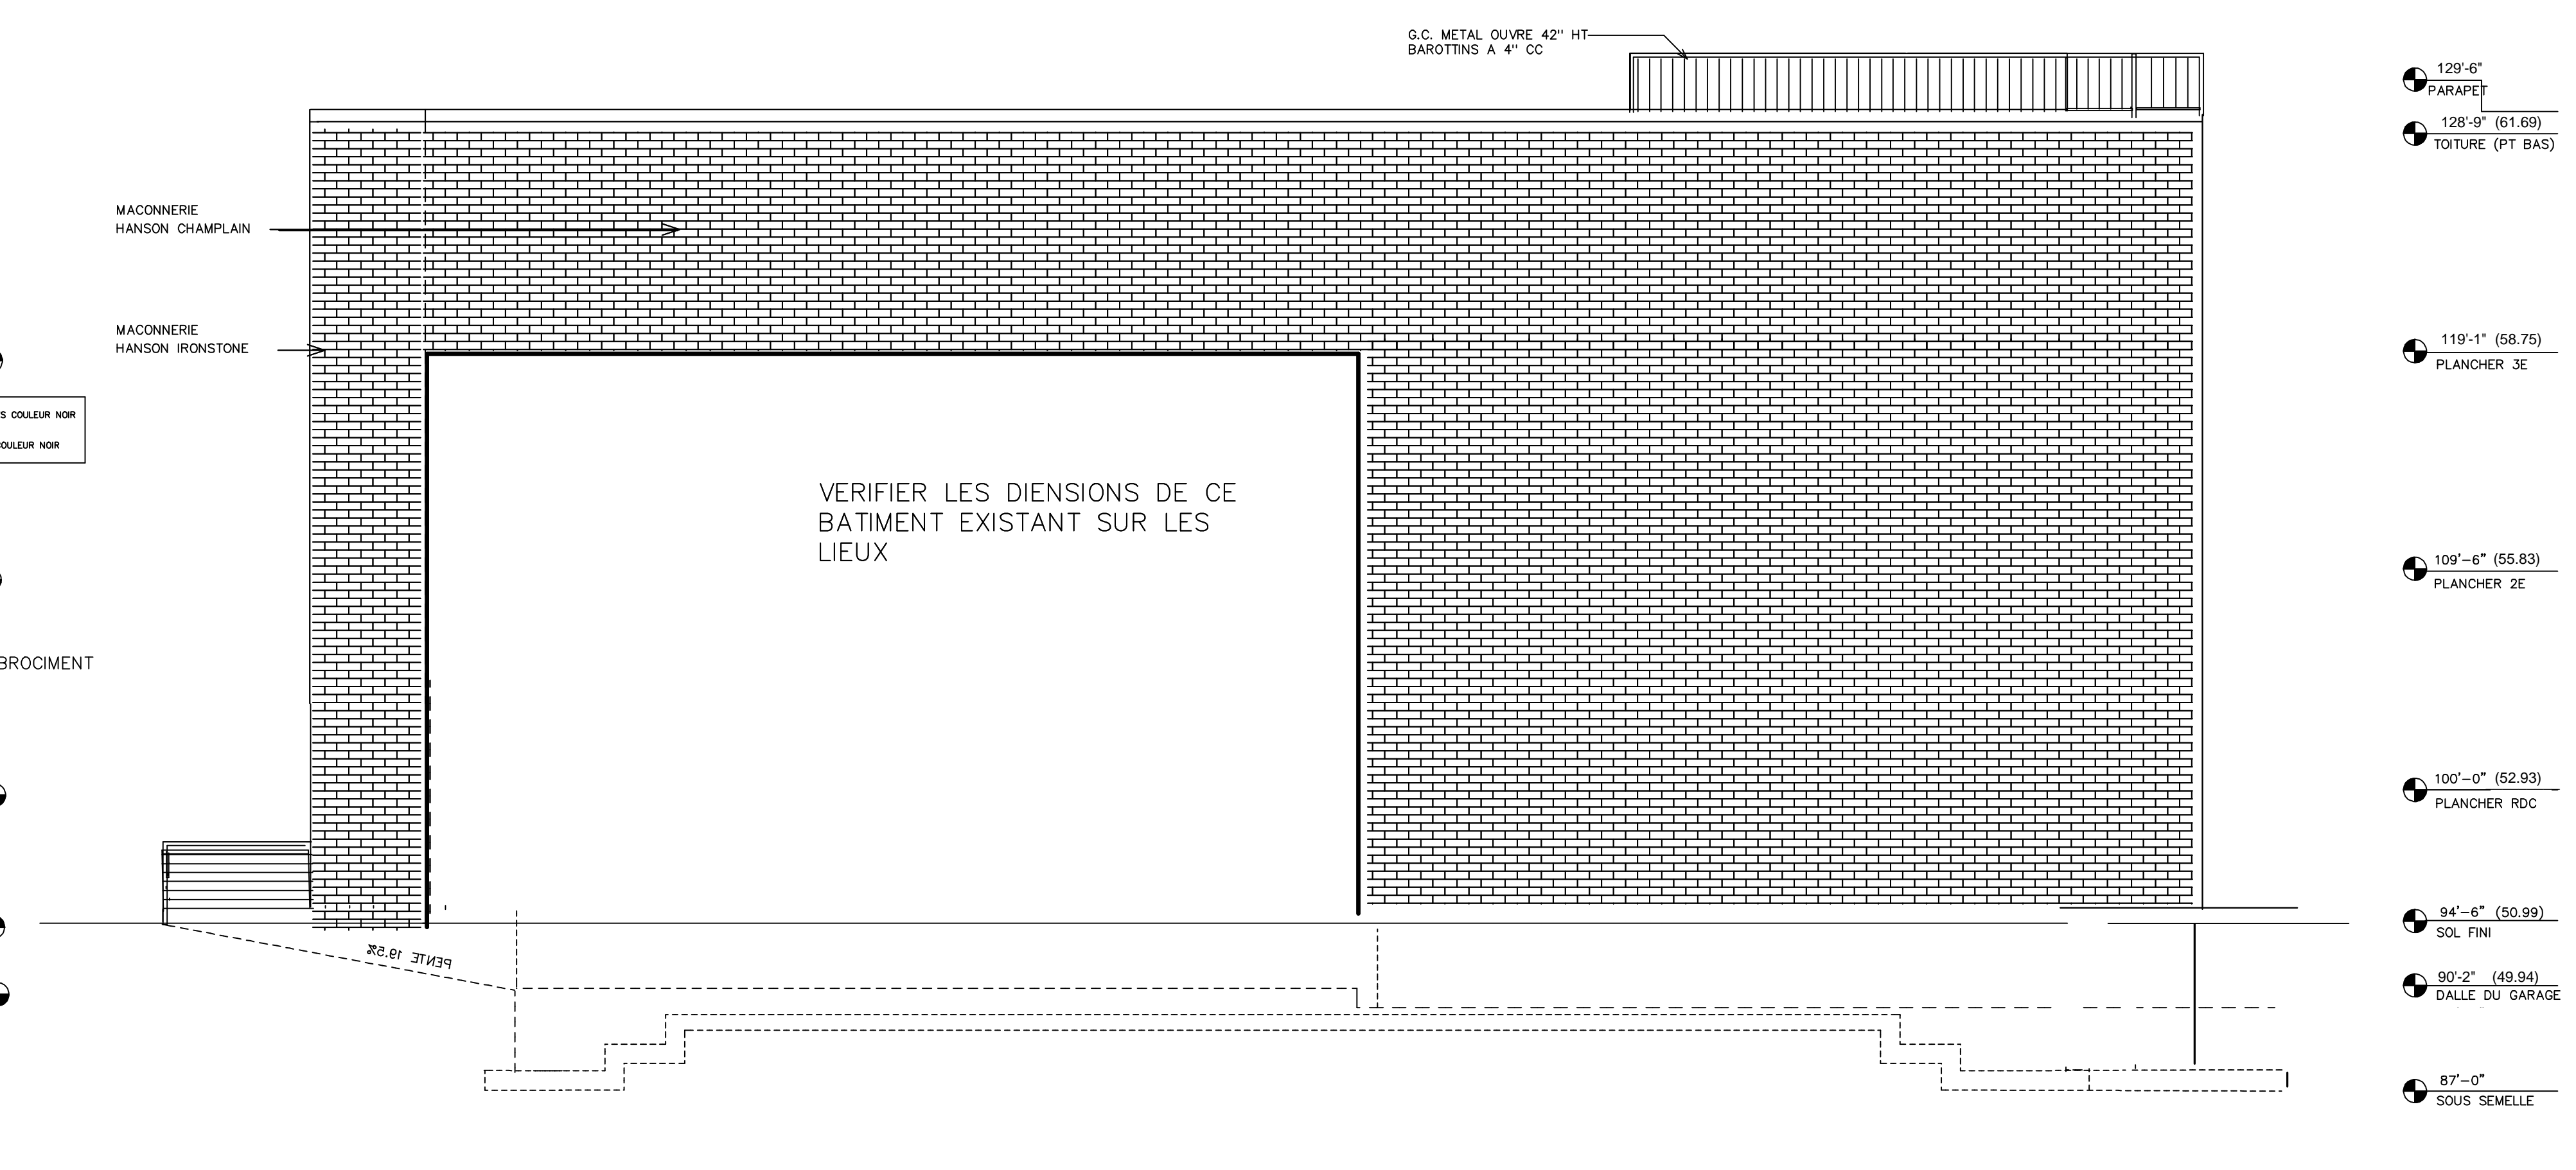 G.C. METAL OUVRE 42" HT
BAROTTINS A 4" CC
129'-6"
PARAPET
128'-9" (61.69)
TOITURE (PT BAS)
MACONNERIE
HANSON CHAMPLAIN
MACONNERIE
HANSON IRONSTONE
119'-1" (58.75)
PLANCHER 3E
S COULEUR NOIR
COULEUR NOIR
VERIFIER LES DIENSIONS DE CE
BATIMENT EXISTANT SUR LES
LIEUX
109'-6" (55.83)
PLANCHER 2E
BROCIMENT
100'-0" (52.93)
PLANCHER RDC
94'-6" (50.99)
SOL FINI
PENTE 19.5%
90'-2" (49.94)
DALLE DU GARAGE
87'-0"
SOUS SEMELLE